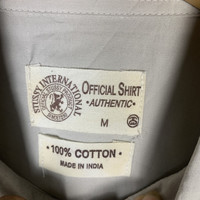 STUSSY INTERNATIONAL
OFFICIAL SHIRT
• AUTHENTIC •
M
• 100% COTTON •
MADE IN INDIA